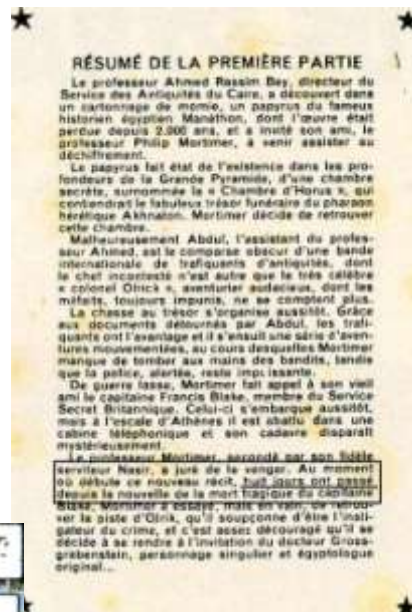 RÉSUMÉ DE LA PREMIÈRE PARTIE
Le professeur Ahmed Rassim Bey, directeur du
Service des Antiquités du Caire, a découvert dans
un cartonnage de momie, un papyrus du fameux
historien égyptien Manéthon, dont l'œuvre était
perdue depuis 2.000 ans, et a invité son ami, le
professeur Philip Mortimer, à venir assister au
déchiffrement.
Le papyrus fait état de l'existence dans les pro-
fondeurs de la Grande Pyramide, d'une chambre
secrète, surnommée la « Chambre d'Horus », qui
contiendrait le fabuleux trésor funéraire du pharaon
hérétique Akhnaton. Mortimer décide de retrouver
cette chambre.
Malheureusement Abdul, l'assistant du profes-
seur Ahmed, est le comparse obscur d'une bande
internationale de trafiquants d'antiquités, dont
le chef incontesté n'est autre que le très célèbre
« colonel Olrick », aventurier audacieux, dont les
méfaits, toujours impunis, ne se comptent plus.
La chasse au trésor s'organise aussitôt. Grâce
aux documents détournés par Abdul, les trafi-
quants ont l'avantage et il s'ensuit une série d'aven-
tures mouvementées, au cours desquelles Mortimer
manque de tomber aux mains des bandits, tandis
que la police, alertée, reste impuissante.
De guerre lasse, Mortimer fait appel à son vieil
ami le capitaine Francis Blake, membre du Service
Secret Britannique. Celui-ci s'embarque aussitôt,
mais à l'escale d'Athènes il est abattu dans une
cabine téléphonique et son cadavre disparaît
mystérieusement.
Le professeur Mortimer, secondé par son fidèle
serviteur Nasir, a juré de le venger. Au moment
où débute ce nouveau récit, huit jours ont passé
depuis la nouvelle de la mort tragique du capitaine
Blake. Mortimer a essayé, mais en vain, de retrou-
ver la piste d'Olrik, qu'il soupçonne d'être l'insti-
gateur du crime, et c'est assez découragé qu'il se
décide à se rendre à l'invitation du docteur Gross-
grabenstein, personnage singulier et égyptologue
original...